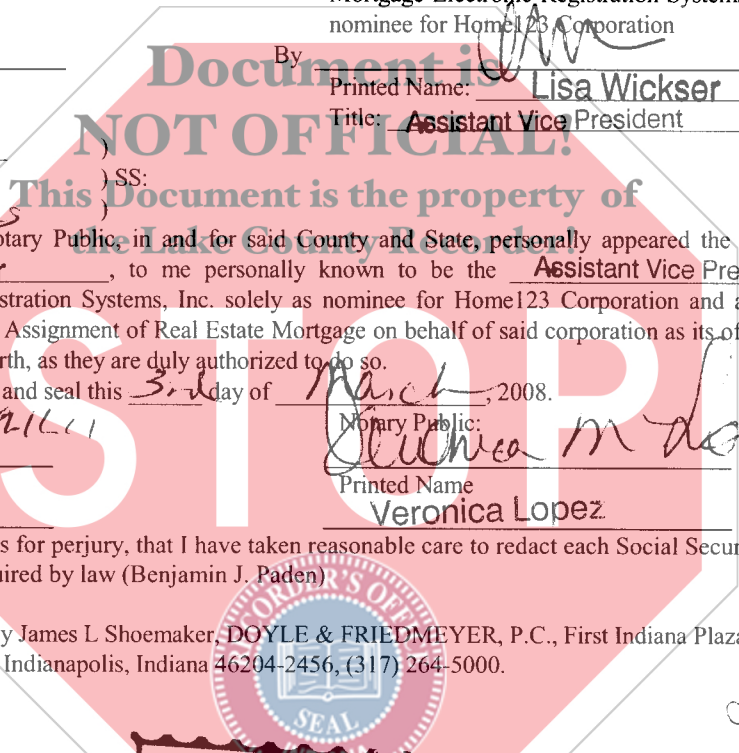 Mortgage Electronic Registration Systems
nominee for Home123 Corporation
By
Printed Name: Lisa Wickser
Title: Assistant Vice President
) 
) SS:
)
otary Public, in and for said County and State, personally appeared the
, to me personally known to be the Assistant Vice Pre
stration Systems, Inc. solely as nominee for Home123 Corporation and a
Assignment of Real Estate Mortgage on behalf of said corporation as its of
rth, as they are duly authorized to do so.
and seal this 3rd day of March, 2008.
Notary Public:
Printed Name
Veronica Lopez
s for perjury, that I have taken reasonable care to redact each Social Secur
uired by law (Benjamin J. Paden)
y James L Shoemaker, DOYLE & FRIEDMEYER, P.C., First Indiana Plaza
Indianapolis, Indiana 46204-2456, (317) 264-5000.
Document is
NOT OFFICIAL!
This Document is the property of
the Lake County Recorder!
STOP
RECORDER'S OFFICE
SEAL